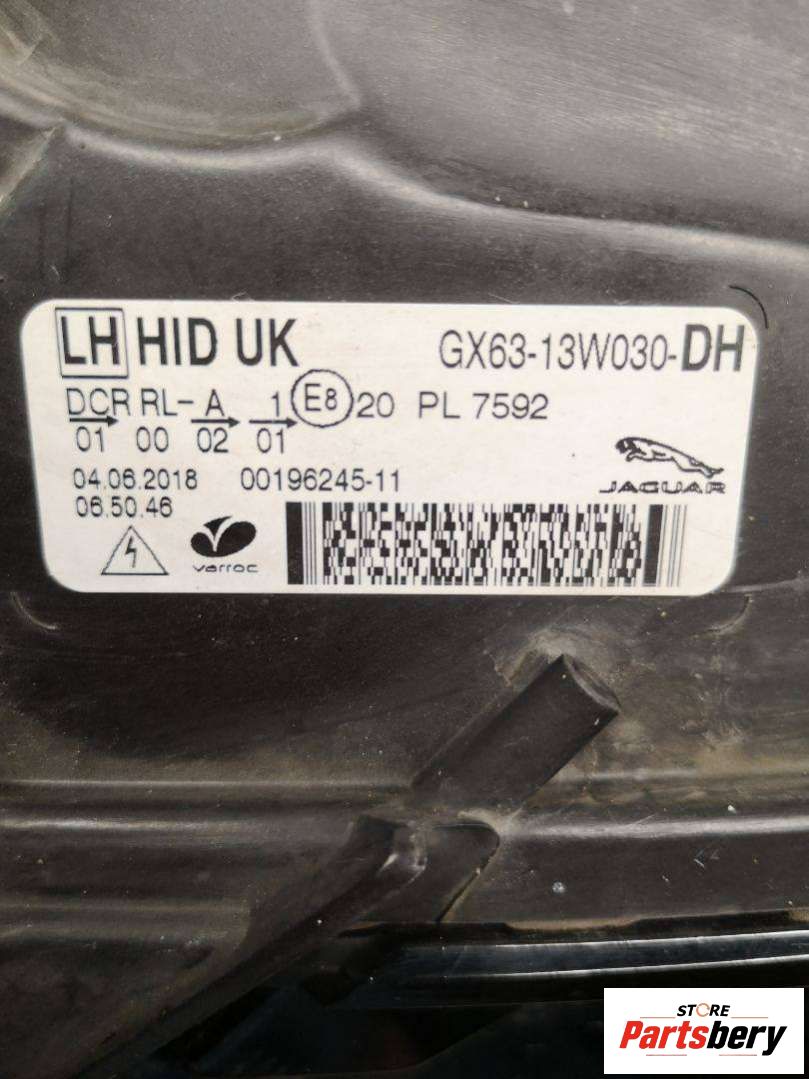 LH HID UK GX63-13W030-DH
DCR RL- A 1 E8 20 PL 7592
01 00 02 01
04.06.2018 00196245-11
06.50.46
JAGUAR
varroc
STORE
Partsbery